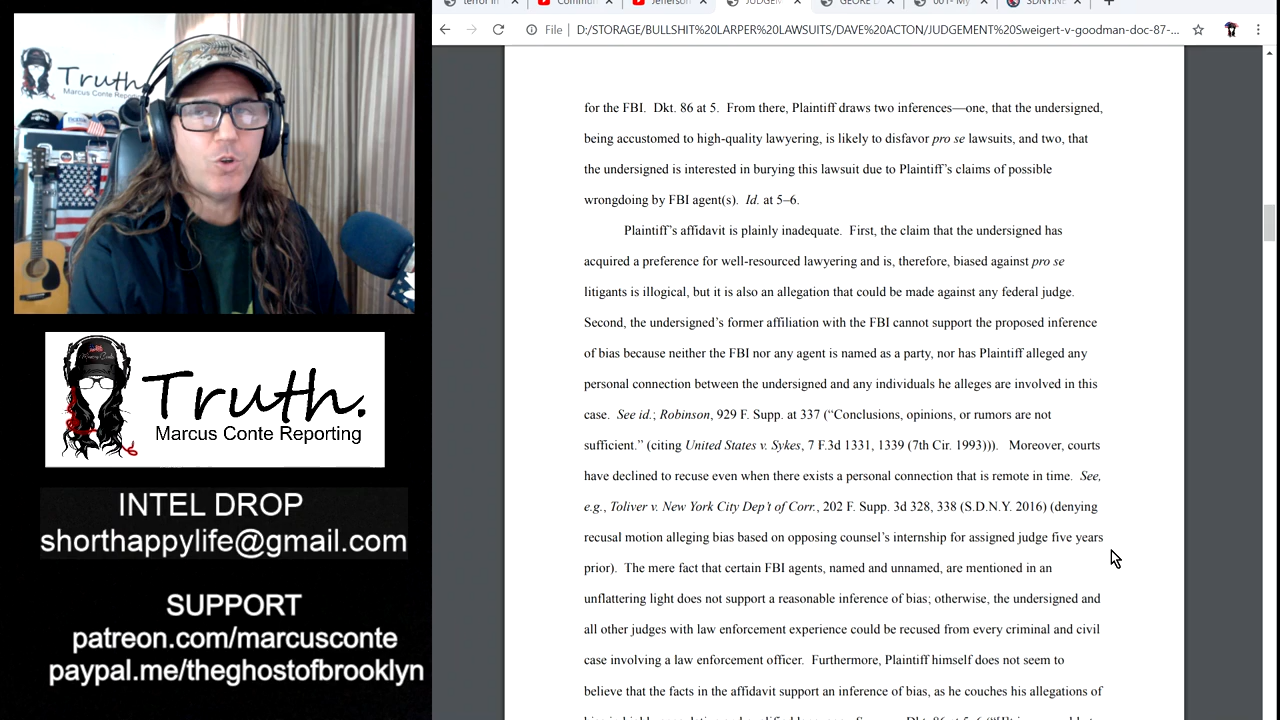 Truth.
Marcus Conte Reporting
Truth.
Marcus Conte Reporting
INTEL DROP
shorthappylife@gmail.com
SUPPORT
patreon.com/marcusconte
paypal.me/theghostofbrooklyn
File | D:/STORAGE/BULLSHIT%20LARPER%20LAWSUITS/DAVE%20ACTON/JUDGEMENT%20Sweigert-v-goodman-doc-87-...
for the FBI. Dkt. 86 at 5. From there, Plaintiff draws two inferences—one, that the undersigned,
being accustomed to high-quality lawyering, is likely to disfavor pro se lawsuits, and two, that
the undersigned is interested in burying this lawsuit due to Plaintiff’s claims of possible
wrongdoing by FBI agent(s). Id. at 5–6.
Plaintiff’s affidavit is plainly inadequate. First, the claim that the undersigned has
acquired a preference for well-resourced lawyering and is, therefore, biased against pro se
litigants is illogical, but it is also an allegation that could be made against any federal judge.
Second, the undersigned’s former affiliation with the FBI cannot support the proposed inference
of bias because neither the FBI nor any agent is named as a party, nor has Plaintiff alleged any
personal connection between the undersigned and any individuals he alleges are involved in this
case. See id.; Robinson, 929 F. Supp. at 337 (“Conclusions, opinions, or rumors are not
sufficient.” (citing United States v. Sykes, 7 F.3d 1331, 1339 (7th Cir. 1993))). Moreover, courts
have declined to recuse even when there exists a personal connection that is remote in time. See,
e.g., Toliver v. New York City Dep’t of Corr., 202 F. Supp. 3d 328, 338 (S.D.N.Y. 2016) (denying
recusal motion alleging bias based on opposing counsel’s internship for assigned judge five years
prior). The mere fact that certain FBI agents, named and unnamed, are mentioned in an
unflattering light does not support a reasonable inference of bias; otherwise, the undersigned and
all other judges with law enforcement experience could be recused from every criminal and civil
case involving a law enforcement officer. Furthermore, Plaintiff himself does not seem to
believe that the facts in the affidavit support an inference of bias, as he couches his allegations of